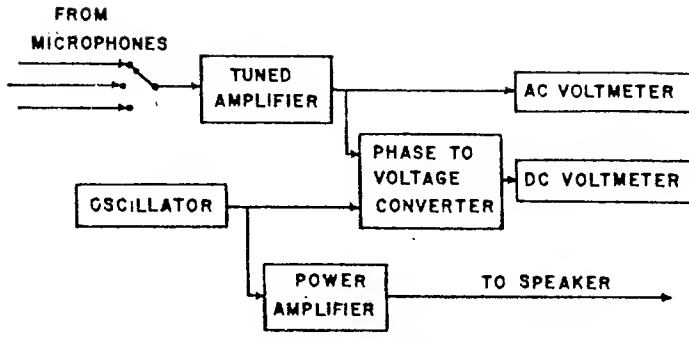 FROM
MICROPHONES
TUNED
AMPLIFIER
AC VOLTMETER
PHASE TO
VOLTAGE
CONVERTER
DC VOLTMETER
OSCILLATOR
POWER
AMPLIFIER
TO SPEAKER